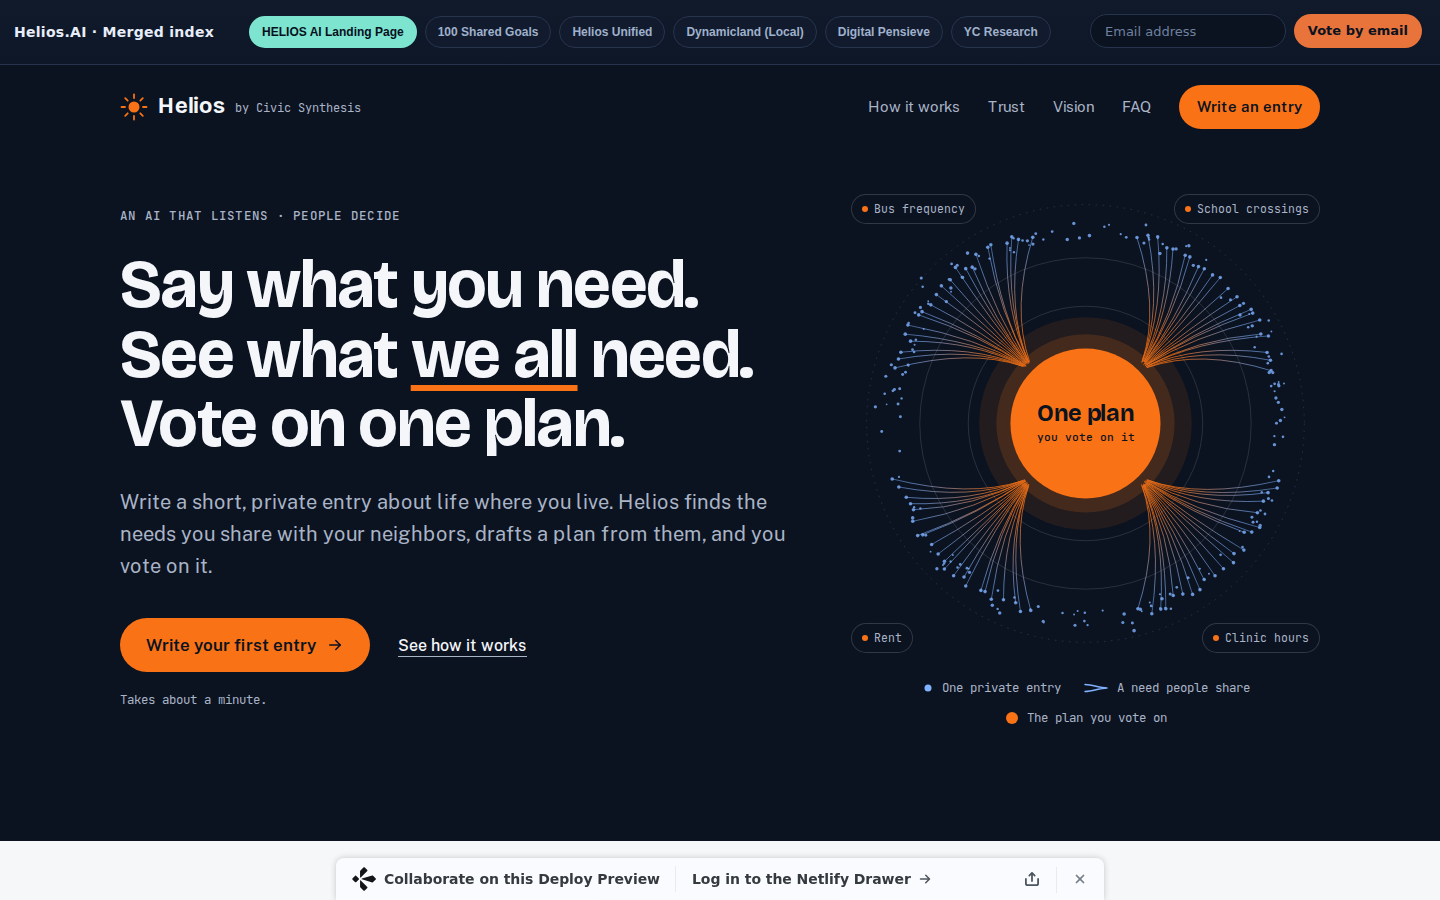 Helios.AI · Merged index
HELIOS AI Landing Page
100 Shared Goals
Helios Unified
Dynamicland (Local)
Digital Pensieve
YC Research
Email address
Vote by email
Helios by Civic Synthesis
How it works
Trust
Vision
FAQ
Write an entry
AN AI THAT LISTENS · PEOPLE DECIDE
Say what you need.
See what we all need.
Vote on one plan.
Write a short, private entry about life where you live. Helios finds the
needs you share with your neighbors, drafts a plan from them, and you
vote on it.
Write your first entry →
See how it works
Takes about a minute.
Bus frequency
School crossings
One plan
you vote on it
Rent
Clinic hours
One private entry
A need people share
The plan you vote on
Collaborate on this Deploy Preview
Log in to the Netlify Drawer →